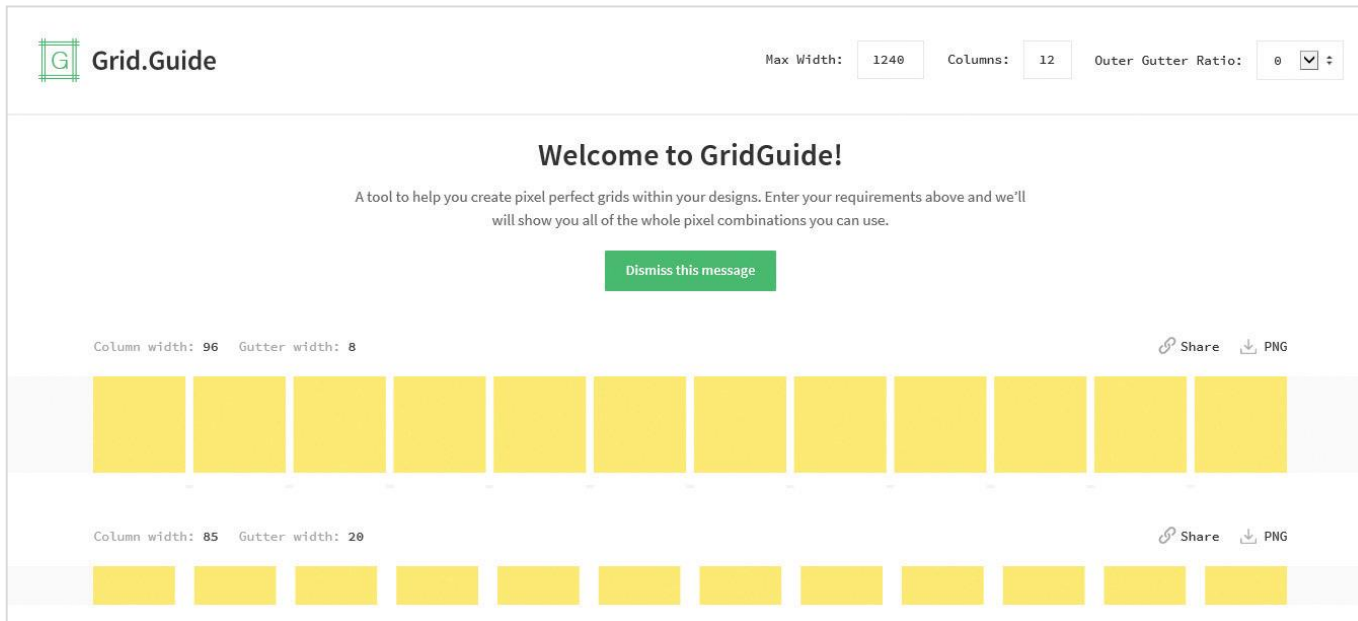 G Grid.Guide Max Width: 1240 Columns: 12 Outer Gutter Ratio: 0
Welcome to GridGuide!
A tool to help you create pixel perfect grids within your designs. Enter your requirements above and we'll
will show you all of the whole pixel combinations you can use.
Dismiss this message
Column width: 96 Gutter width: 8 Share PNG
Column width: 85 Gutter width: 20 Share PNG